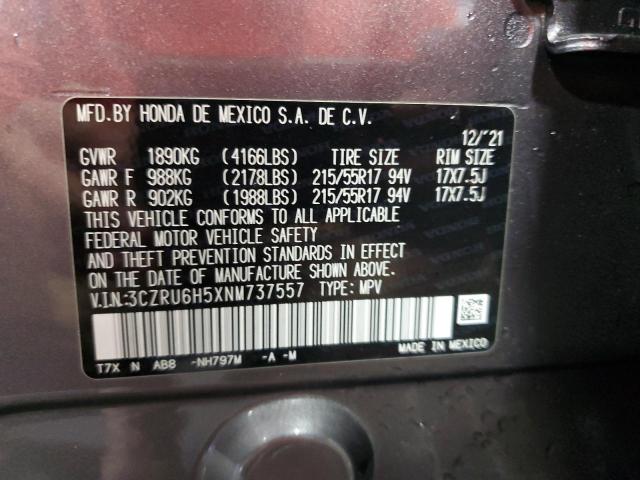 MFD.BY HONDA DE MEXICO S.A. DE C.V.
12/'21
GVWR 1890KG (4166LBS) TIRE SIZE RIM SIZE
GAWR F 988KG (2178LBS) 215/55R17 94V 17X7.5J
GAWR R 902KG (1988LBS) 215/55R17 94V 17X7.5J
THIS VEHICLE CONFORMS TO ALL APPLICABLE
FEDERAL MOTOR VEHICLE SAFETY
AND THEFT PREVENTION STANDARDS IN EFFECT
ON THE DATE OF MANUFACTURE SHOWN ABOVE.
V.I.N.:3CZRU6H5XNM737557 TYPE: MPV
T7X N AB8 -NH797M -A -M MADE IN MEXICO